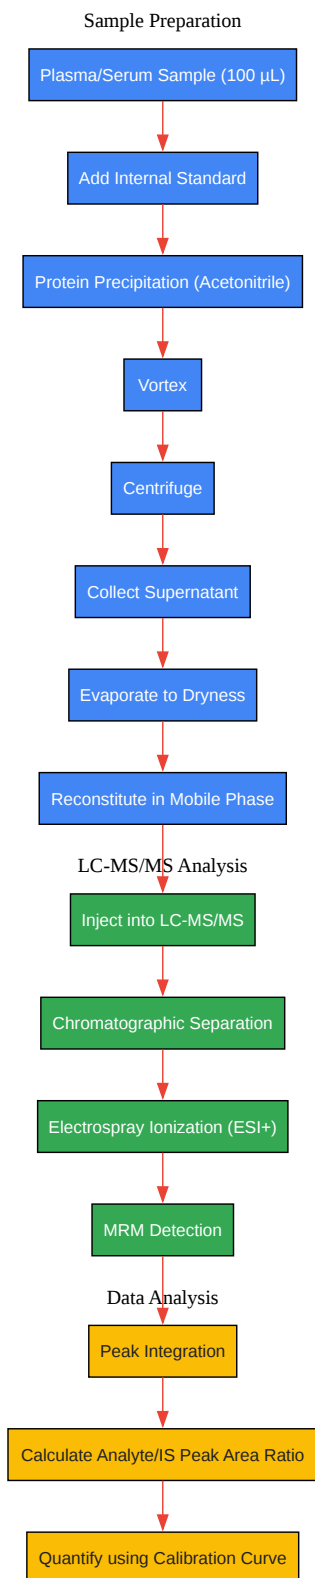 Sample Preparation
Plasma/Serum Sample (100 µL)
Add Internal Standard
Protein Precipitation (Acetonitrile)
Vortex
Centrifuge
Collect Supernatant
Evaporate to Dryness
Reconstitute in Mobile Phase
LC-MS/MS Analysis
Inject into LC-MS/MS
Chromatographic Separation
Electrospray Ionization (ESI+)
MRM Detection
Data Analysis
Peak Integration
Calculate Analyte/IS Peak Area Ratio
Quantify using Calibration Curve